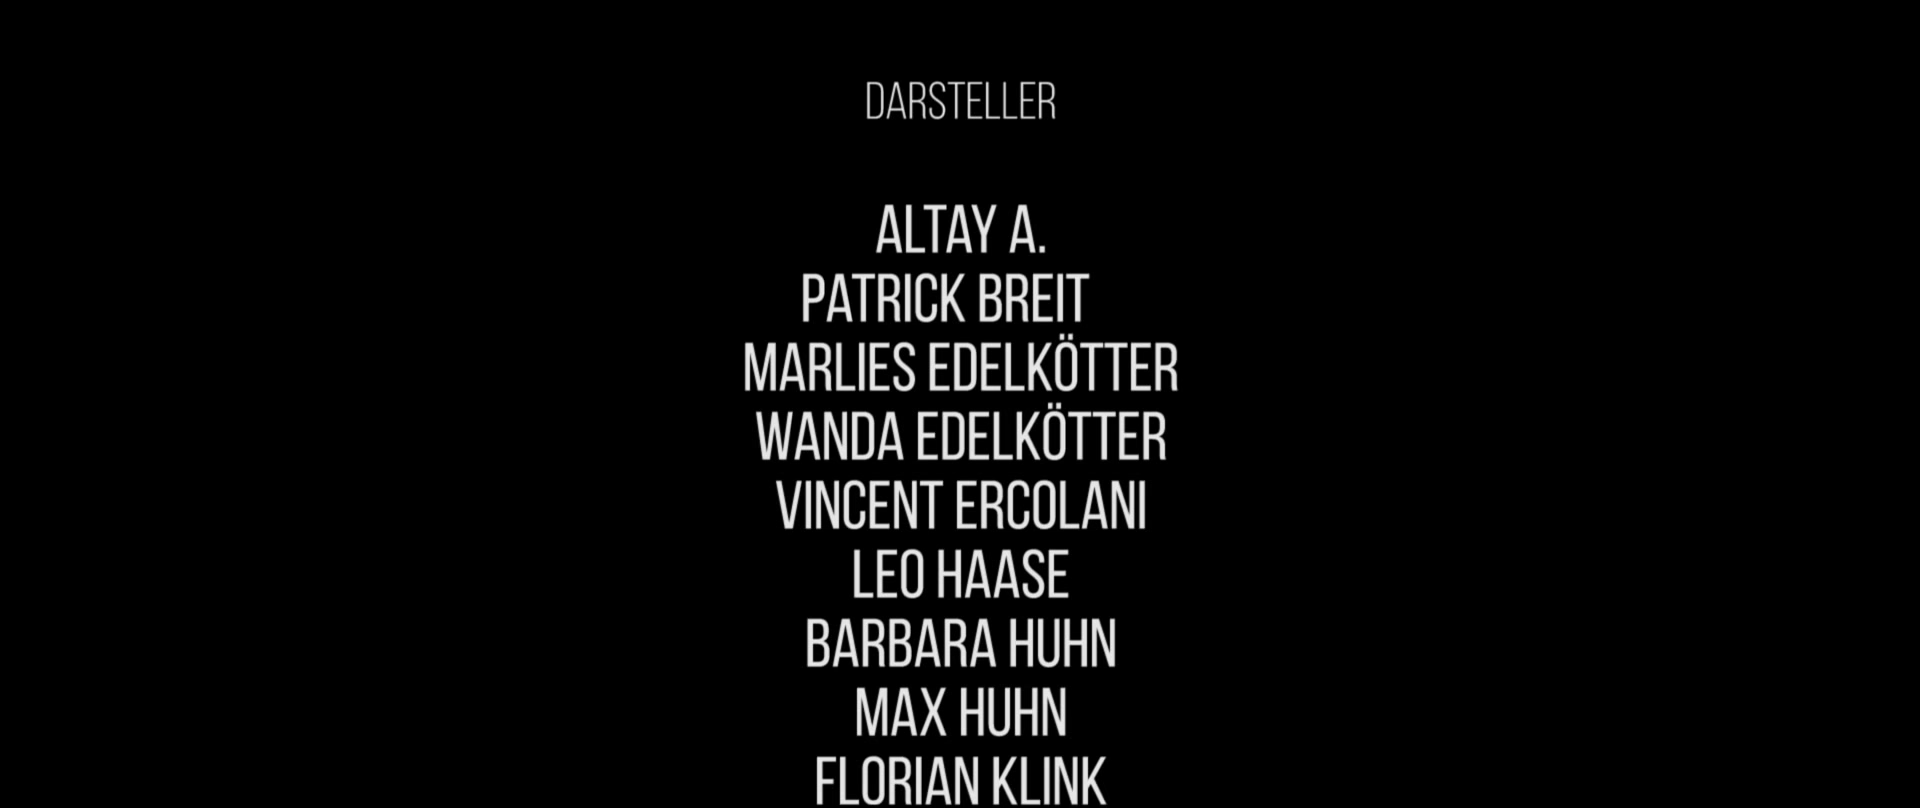 DARSTELLER
ALTAY A.
PATRICK BREIT
MARLIES EDELKÖTTER
WANDA EDELKÖTTER
VINCENT ERCOLANI
LEO HAASE
BARBARA HUHN
MAX HUHN
FLORIAN KLINK